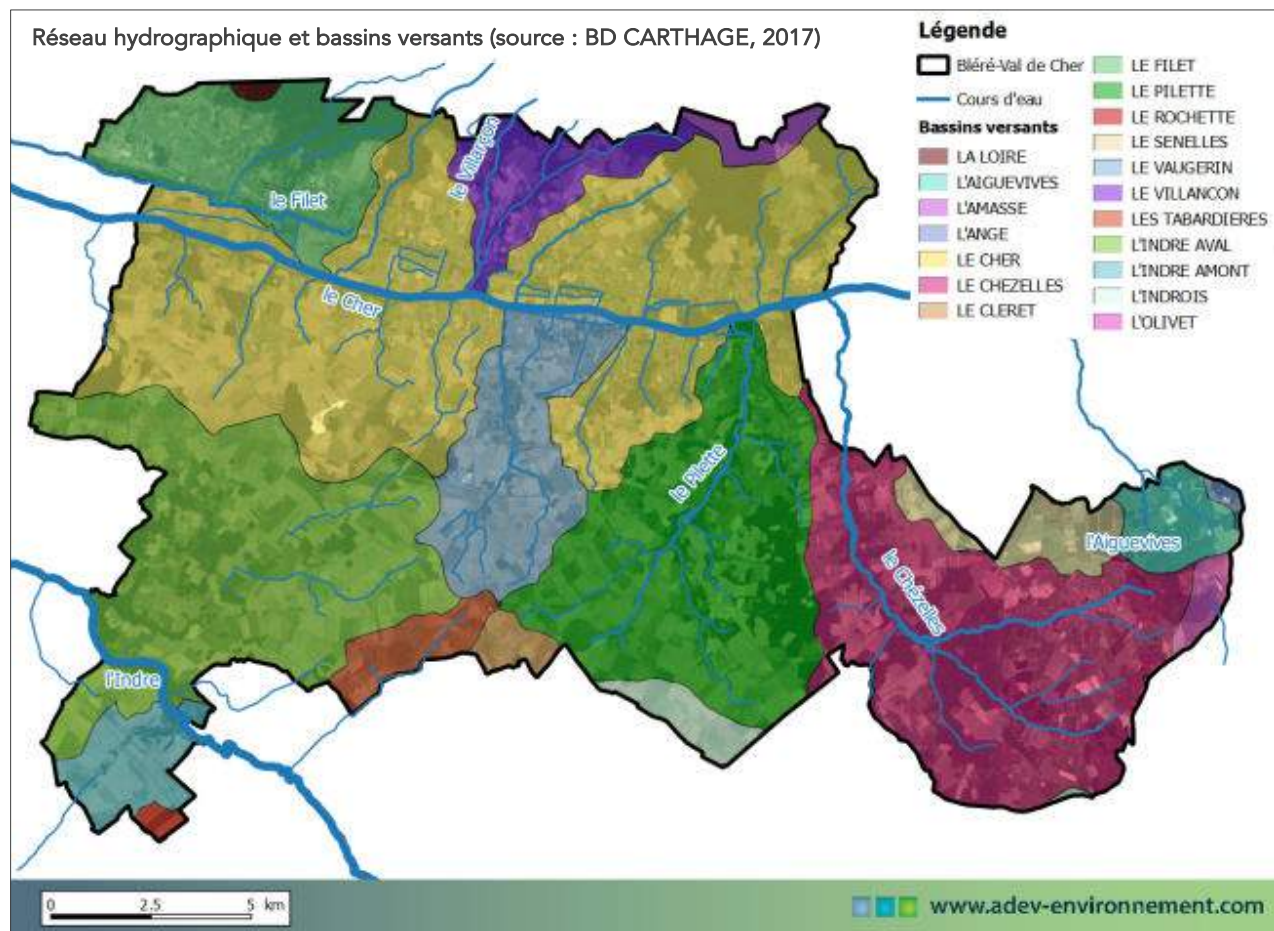 Réseau hydrographique et bassins versants (source : BD CARTHAGE, 2017)
Légende
Bléré-Val de Cher
Cours d'eau
Bassins versants
LA LOIRE
L'AIGUEVIVES
L'AMASSE
L'ANGE
LE CHER
LE CHEZELLES
LE CLERET
LE FILET
LE PILETTE
LE ROCHETTE
LE SENELLES
LE VAUGERIN
LE VILLANCON
LES TABARDIERES
L'INDRE AVAL
L'INDRE AMONT
L'INDROIS
L'OLIVET
le Villançon
le Filet
le Cher
le Pilette
l'Aiguevives
le Chézelles
l'Indre
0 2.5 5 km
www.adev-environnement.com